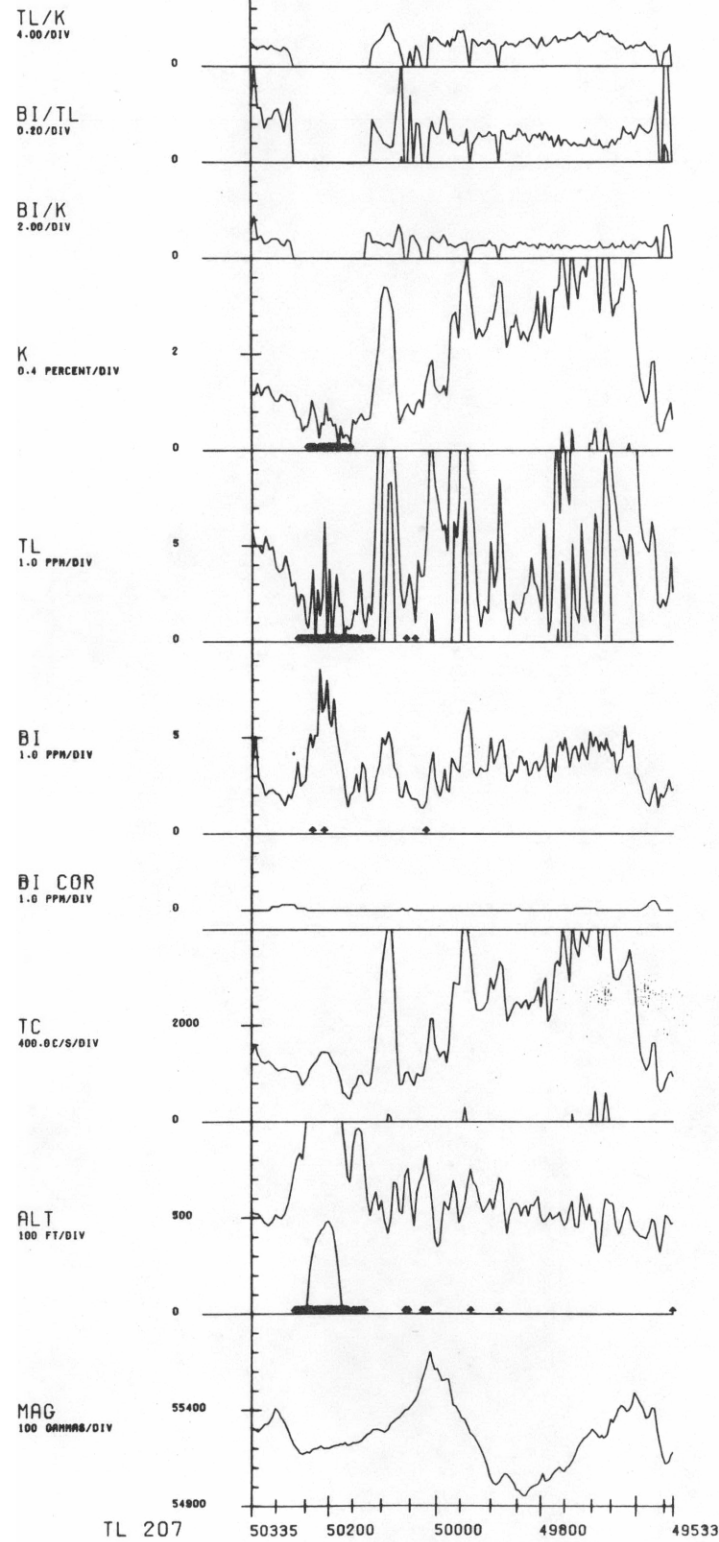 TL/K
4.00/DIV
0
BI/TL
0.20/DIV
0
BI/K
2.00/DIV
0
K
0.4 PERCENT/DIV
2
0
TL
1.0 PPM/DIV
5
0
BI
1.0 PPM/DIV
5
0
BI COR
1.0 PPM/DIV
0
TC
400.0C/S/DIV
2000
0
ALT
100 FT/DIV
500
0
MAG
100 GAMMAS/DIV
55400
54900
TL 207
50335 50200 50000 49800 49533